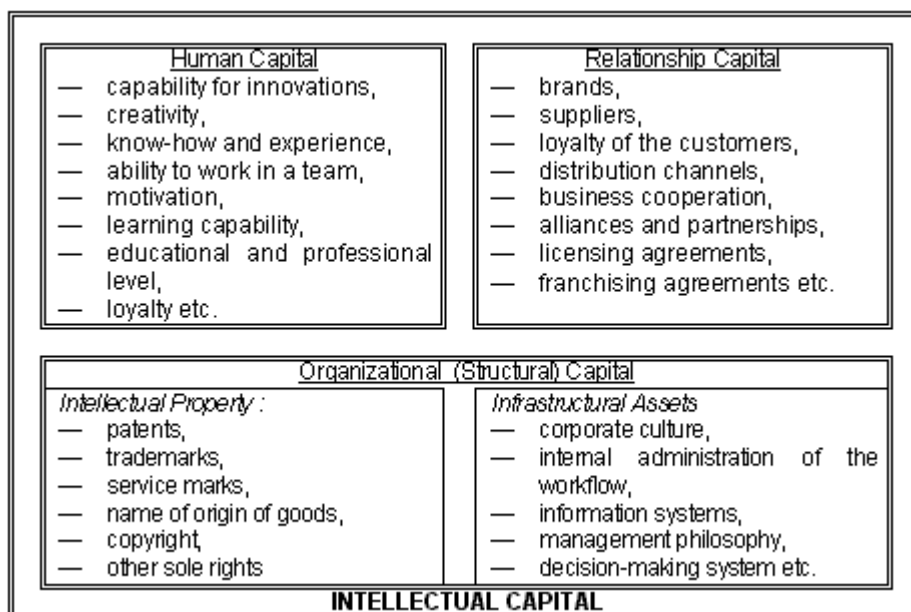 Human Capital
— capability for innovations,
— creativity,
— know-how and experience,
— ability to work in a team,
— motivation,
— learning capability,
— educational and professional
level,
— loyalty etc.
Relationship Capital
— brands,
— suppliers,
— loyalty of the customers,
— distribution channels,
— business cooperation,
— alliances and partnerships,
— licensing agreements,
— franchising agreements etc.
Organizational (Structural) Capital
Intellectual Property :
— patents,
— trademarks,
— service marks,
— name of origin of goods,
— copyright,
— other sole rights
Infrastructural Assets
— corporate culture,
— internal administration of the
workflow,
— information systems,
— management philosophy,
— decision-making system etc.
INTELLECTUAL CAPITAL